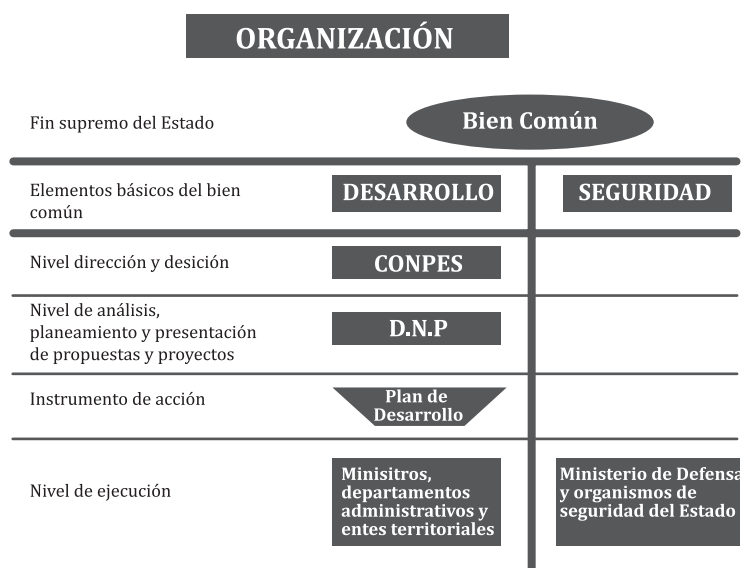 ORGANIZACIÓN
Fin supremo del Estado
Bien Común
Elementos básicos del bien
común
DESARROLLO
SEGURIDAD
Nivel dirección y desición
CONPES
Nivel de análisis,
planeamiento y presentación
de propuestas y proyectos
D.N.P
Instrumento de acción
Plan de
Desarrollo
Nivel de ejecución
Minisitros,
departamentos
administrativos y
entes territoriales
Ministerio de Defensa
y organismos de
seguridad del Estado